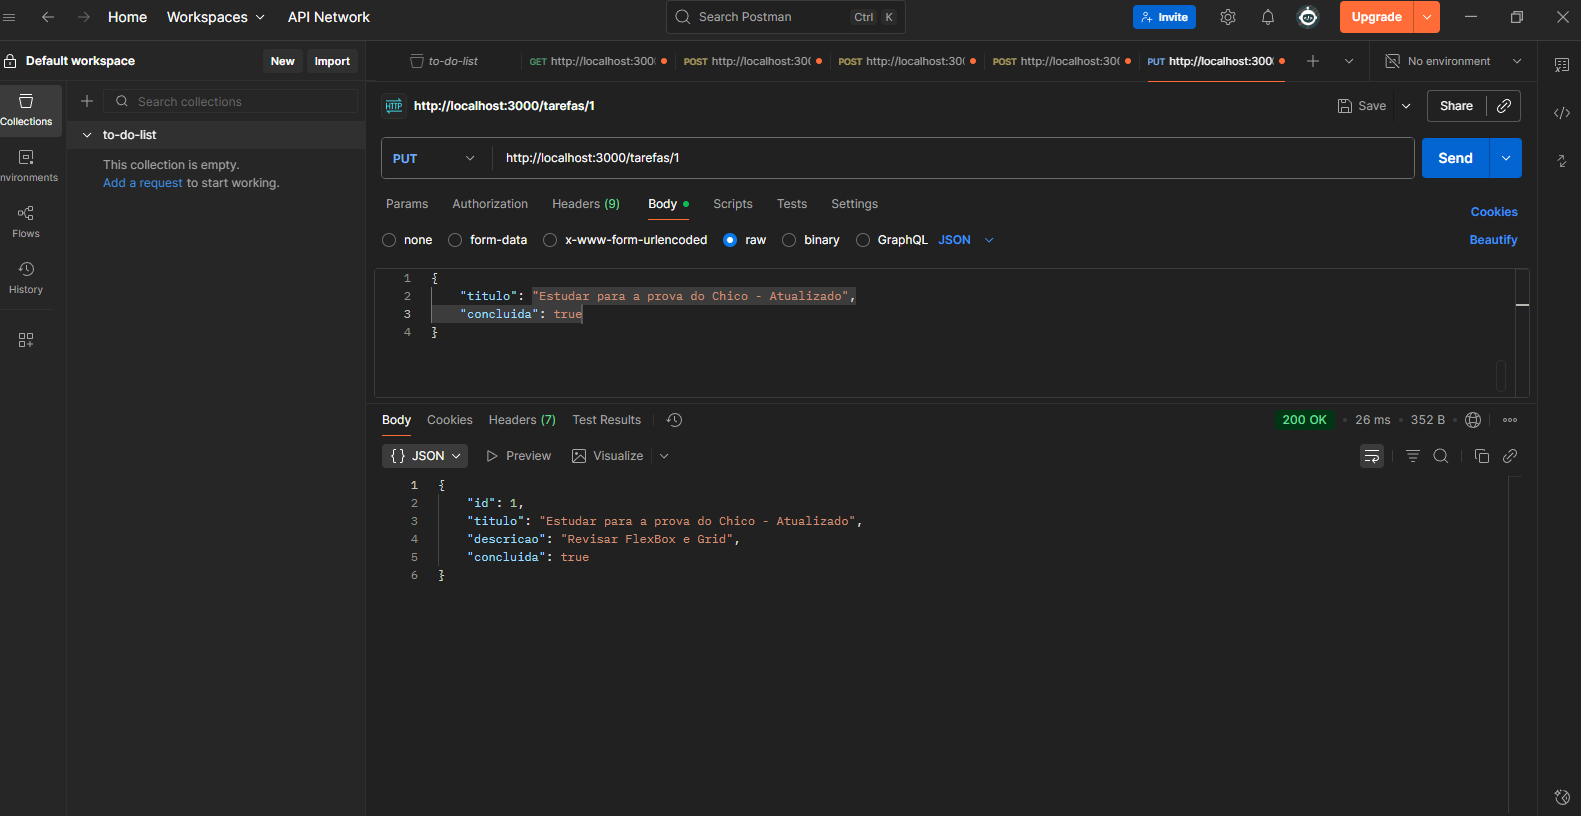 Home Workspaces API Network Search Postman Ctrl K Invite Upgrade
Default workspace New Import
to-do-list GET http://localhost:300 POST http://localhost:300 POST http://localhost:300 POST http://localhost:300 PUT http://localhost:300 No environment
Collections
Search collections
http://localhost:3000/tarefas/1 Save Share
to-do-list
This collection is empty.
Add a request to start working.
nvironments
Flows
History
PUT http://localhost:3000/tarefas/1 Send
Params Authorization Headers (9) Body Scripts Tests Settings Cookies
none form-data x-www-form-urlencoded raw binary GraphQL JSON Beautify
1 {
2 "titulo": "Estudar para a prova do Chico - Atualizado",
3 "concluida": true
4 }
Body Cookies Headers (7) Test Results 200 OK 26 ms 352 B
{} JSON Preview Visualize
1 {
2 "id": 1,
3 "titulo": "Estudar para a prova do Chico - Atualizado",
4 "descricao": "Revisar FlexBox e Grid",
5 "concluida": true
6 }